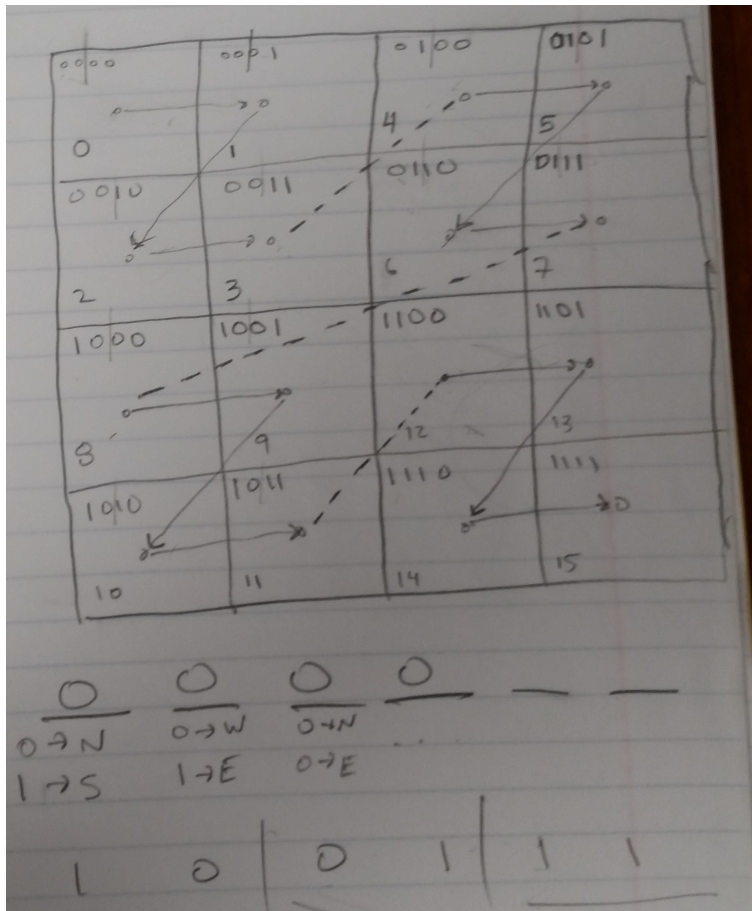 0000 0001 0100 0101
0 1 4 5
0010 0011 0110 0111
2 3 6 7
1000 1001 1100 1101
8 9 12 13
1010 1011 1110 1111
10 11 14 15
0 0 0 0 _ _
0→N 0→W 0→N ...
1→S 1→E 0→E
1 0 | 0 1 | 1 1